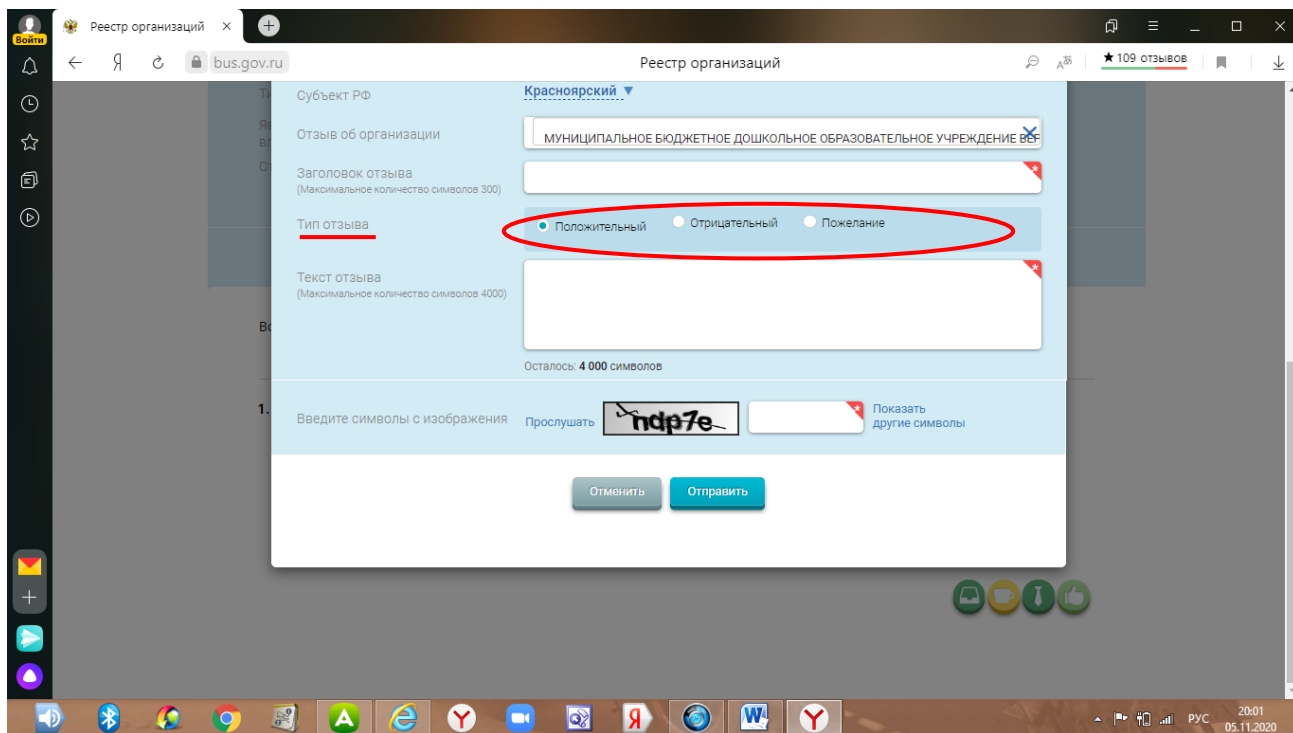 Войти
Реестр организаций
bus.gov.ru
Реестр организаций
109 отзывов
Субъект РФ
Красноярский
Отзыв об организации
МУНИЦИПАЛЬНОЕ БЮДЖЕТНОЕ ДОШКОЛЬНОЕ ОБРАЗОВАТЕЛЬНОЕ УЧРЕЖДЕНИЕ ВЕР
Заголовок отзыва
(Максимальное количество символов 300)
Тип отзыва
Положительный Отрицательный Пожелание
Текст отзыва
(Максимальное количество символов 4000)
Осталось: 4 000 символов
1.
Введите символы с изображения
Прослушать
ndp7e
Показать
другие символы
Отменить Отправить
РУС
20:01
05.11.2020